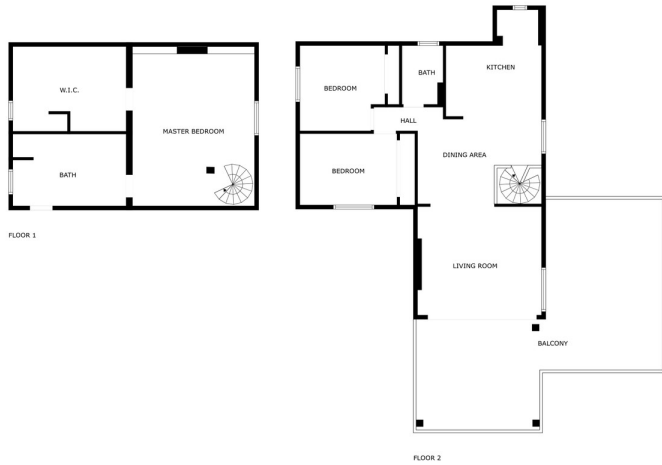 W.I.C.
MASTER BEDROOM
BATH
FLOOR 1
KITCHEN
BATH
BEDROOM
HALL
DINING AREA
BEDROOM
LIVING ROOM
BALCONY
FLOOR 2